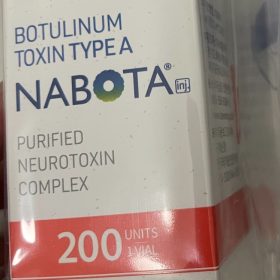 BOTULINUM
TOXIN TYPE A
NABOTA® inj.
PURIFIED
NEUROTOXIN
COMPLEX
200 UNITS
1 VIAL